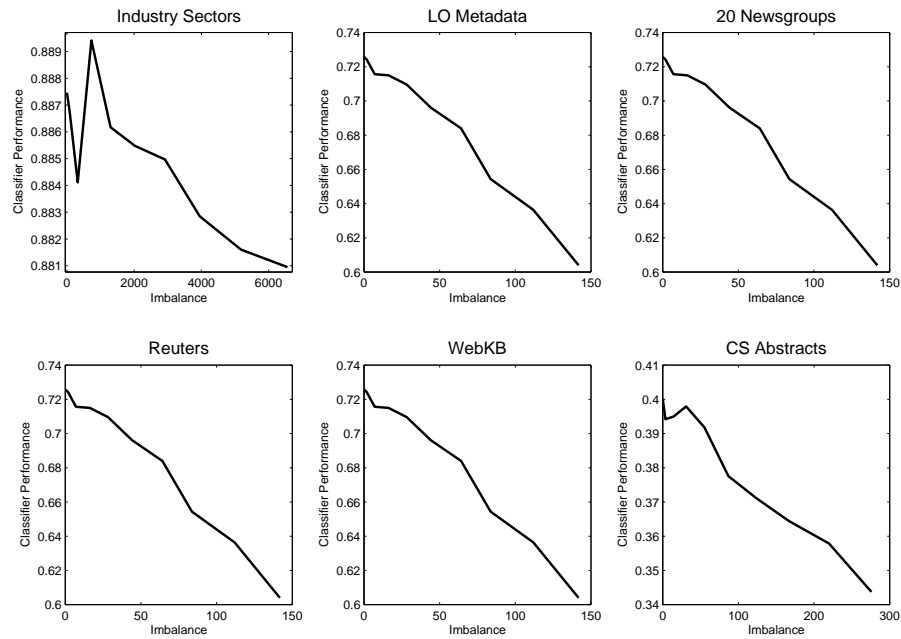 Industry Sectors
0.889
0.888
0.887
0.886
0.885
0.884
0.883
0.882
0.881
Classifier Performance
0 2000 4000 6000
Imbalance
LO Metadata
0.74
0.72
0.7
0.68
0.66
0.64
0.62
0.6
Classifier Performance
0 50 100 150
Imbalance
20 Newsgroups
0.74
0.72
0.7
0.68
0.66
0.64
0.62
0.6
Classifier Performance
0 50 100 150
Imbalance
Reuters
0.74
0.72
0.7
0.68
0.66
0.64
0.62
0.6
Classifier Performance
0 50 100 150
Imbalance
WebKB
0.74
0.72
0.7
0.68
0.66
0.64
0.62
0.6
Classifier Performance
0 50 100 150
Imbalance
CS Abstracts
0.41
0.4
0.39
0.38
0.37
0.36
0.35
0.34
Classifier Performance
0 100 200 300
Imbalance